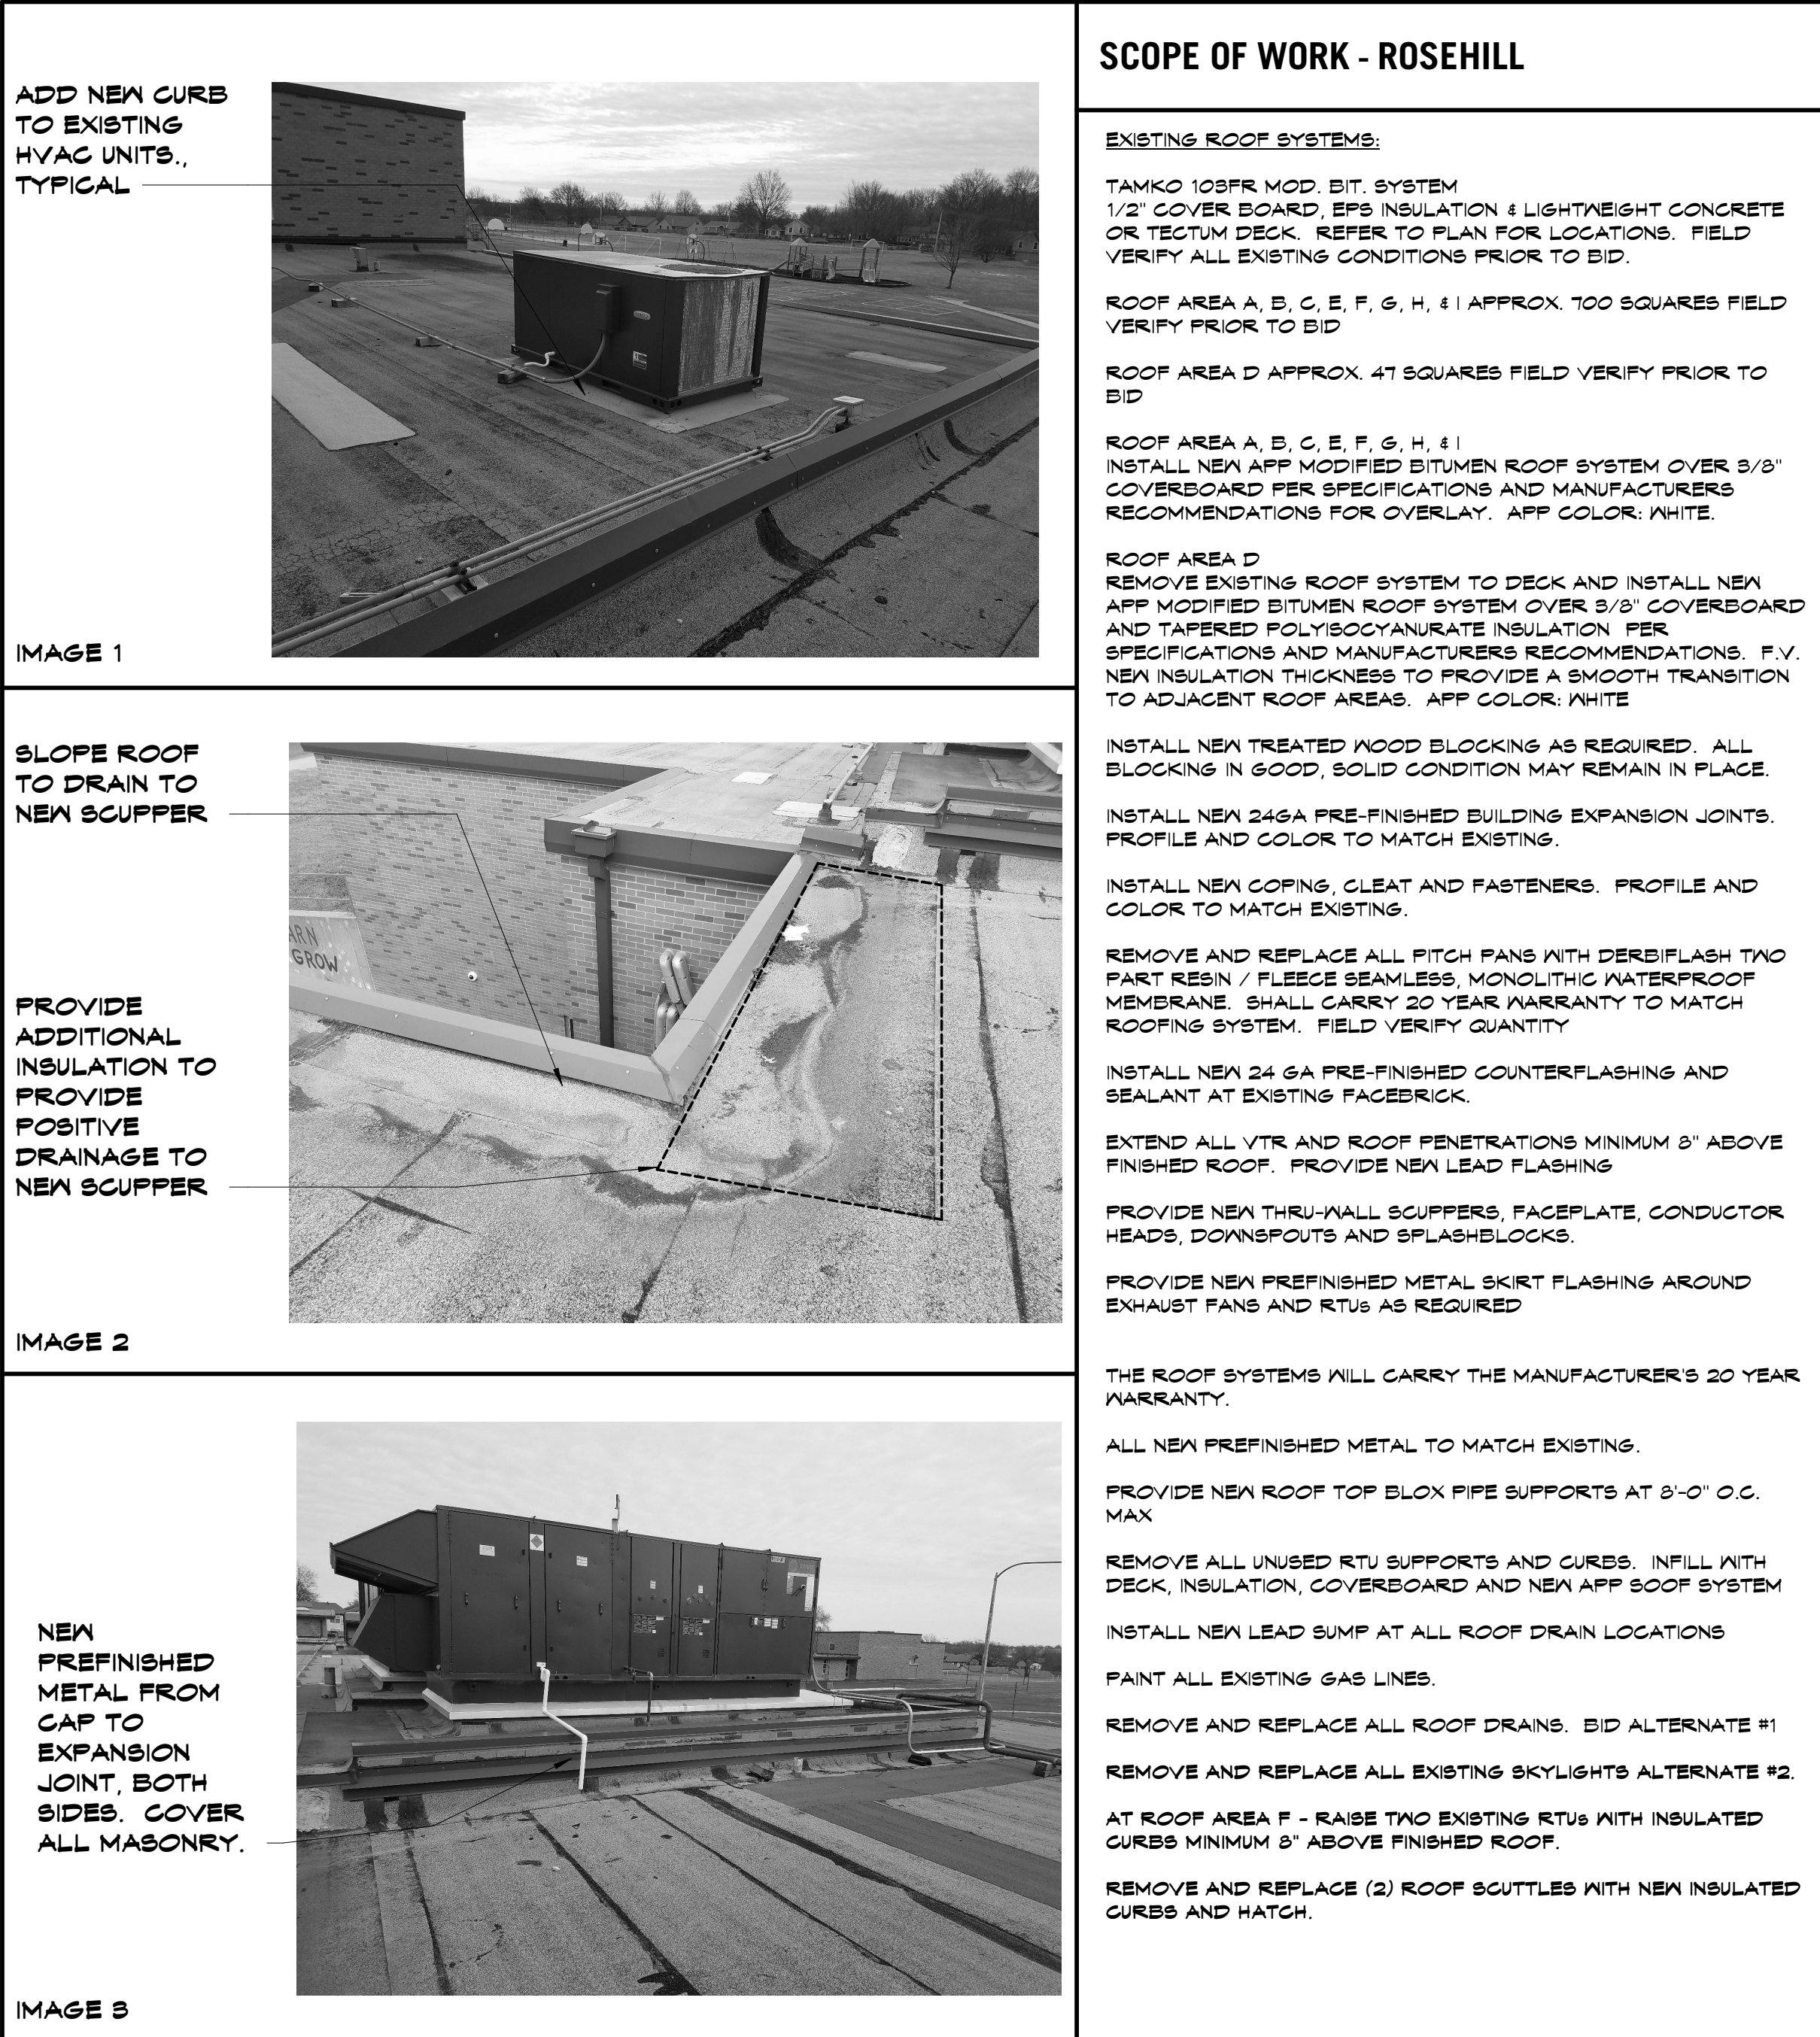 SCOPE OF WORK - ROSEHILL
ADD NEW CURB
TO EXISTING
HVAC UNITS.,
TYPICAL
IMAGE 1
SLOPE ROOF
TO DRAIN TO
NEW SCUPPER
PROVIDE
ADDITIONAL
INSULATION TO
PROVIDE
POSITIVE
DRAINAGE TO
NEW SCUPPER
ARN
GROW
IMAGE 2
NEW
PREFINISHED
METAL FROM
CAP TO
EXPANSION
JOINT, BOTH
SIDES. COVER
ALL MASONRY.
IMAGE 3
EXISTING ROOF SYSTEMS:
TAMKO 103FR MOD. BIT. SYSTEM
1/2" COVER BOARD, EPS INSULATION & LIGHTWEIGHT CONCRETE
OR TECTUM DECK. REFER TO PLAN FOR LOCATIONS. FIELD
VERIFY ALL EXISTING CONDITIONS PRIOR TO BID.
ROOF AREA A, B, C, E, F, G, H, & I APPROX. 700 SQUARES FIELD
VERIFY PRIOR TO BID
ROOF AREA D APPROX. 47 SQUARES FIELD VERIFY PRIOR TO
BID
ROOF AREA A, B, C, E, F, G, H, & I
INSTALL NEW APP MODIFIED BITUMEN ROOF SYSTEM OVER 3/8"
COVERBOARD PER SPECIFICATIONS AND MANUFACTURERS
RECOMMENDATIONS FOR OVERLAY. APP COLOR: WHITE.
ROOF AREA D
REMOVE EXISTING ROOF SYSTEM TO DECK AND INSTALL NEW
APP MODIFIED BITUMEN ROOF SYSTEM OVER 3/8" COVERBOARD
AND TAPERED POLYISOCYANURATE INSULATION PER
SPECIFICATIONS AND MANUFACTURERS RECOMMENDATIONS. F.V.
NEW INSULATION THICKNESS TO PROVIDE A SMOOTH TRANSITION
TO ADJACENT ROOF AREAS. APP COLOR: WHITE
INSTALL NEW TREATED WOOD BLOCKING AS REQUIRED. ALL
BLOCKING IN GOOD, SOLID CONDITION MAY REMAIN IN PLACE.
INSTALL NEW 24GA PRE-FINISHED BUILDING EXPANSION JOINTS.
PROFILE AND COLOR TO MATCH EXISTING.
INSTALL NEW COPING, CLEAT AND FASTENERS. PROFILE AND
COLOR TO MATCH EXISTING.
REMOVE AND REPLACE ALL PITCH PANS WITH DERBIFLASH TWO
PART RESIN / FLEECE SEAMLESS, MONOLITHIC WATERPROOF
MEMBRANE. SHALL CARRY 20 YEAR WARRANTY TO MATCH
ROOFING SYSTEM. FIELD VERIFY QUANTITY
INSTALL NEW 24 GA PRE-FINISHED COUNTERFLASHING AND
SEALANT AT EXISTING FACEBRICK.
EXTEND ALL VTR AND ROOF PENETRATIONS MINIMUM 8" ABOVE
FINISHED ROOF. PROVIDE NEW LEAD FLASHING
PROVIDE NEW THRU-WALL SCUPPERS, FACEPLATE, CONDUCTOR
HEADS, DOWNSPOUTS AND SPLASHBLOCKS.
PROVIDE NEW PREFINISHED METAL SKIRT FLASHING AROUND
EXHAUST FANS AND RTUs AS REQUIRED
THE ROOF SYSTEMS WILL CARRY THE MANUFACTURER'S 20 YEAR
WARRANTY.
ALL NEW PREFINISHED METAL TO MATCH EXISTING.
PROVIDE NEW ROOF TOP BLOX PIPE SUPPORTS AT 8'-0" O.C.
MAX
REMOVE ALL UNUSED RTU SUPPORTS AND CURBS. INFILL WITH
DECK, INSULATION, COVERBOARD AND NEW APP SOOF SYSTEM
INSTALL NEW LEAD SUMP AT ALL ROOF DRAIN LOCATIONS
PAINT ALL EXISTING GAS LINES.
REMOVE AND REPLACE ALL ROOF DRAINS. BID ALTERNATE #1
REMOVE AND REPLACE ALL EXISTING SKYLIGHTS ALTERNATE #2.
AT ROOF AREA F - RAISE TWO EXISTING RTUs WITH INSULATED
CURBS MINIMUM 8" ABOVE FINISHED ROOF.
REMOVE AND REPLACE (2) ROOF SCUTTLES WITH NEW INSULATED
CURBS AND HATCH.